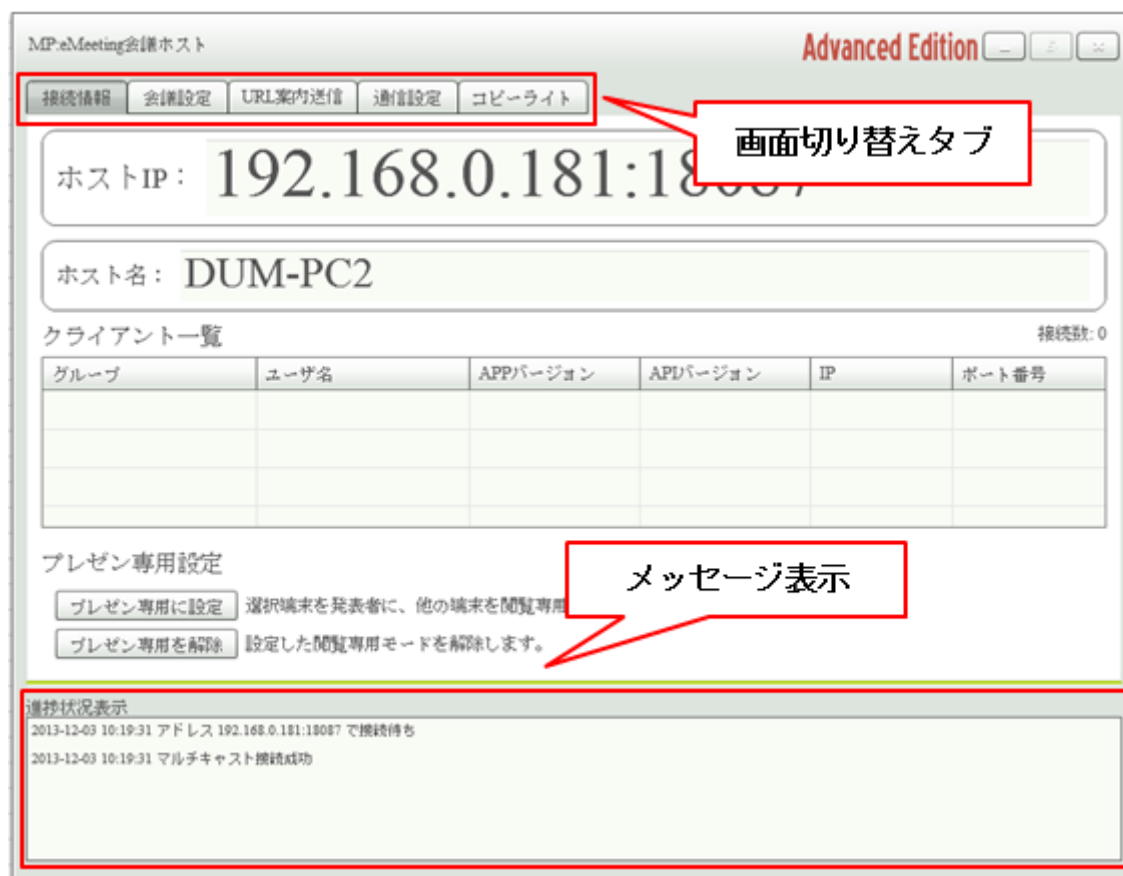 MP:eMeeting会議ホスト
Advanced Edition
接続情報 会議設定 URL案内送信 通信設定 コピーライト
画面切り替えタブ
ホストIP: 192.168.0.181:18087
ホスト名: DUM-PC2
クライアント一覧
接続数: 0
グループ ユーザ名 APPバージョン APIバージョン IP ポート番号
プレゼン専用設定
メッセージ表示
プレゼン専用に設定 選択端末を発表者に、他の端末を閲覧専用
プレゼン専用を解除 設定した閲覧専用モードを解除します。
進捗状況表示
2013-12-03 10:19:31 アドレス 192.168.0.181:18087 で接続待ち
2013-12-03 10:19:31 マルチキャスト接続成功